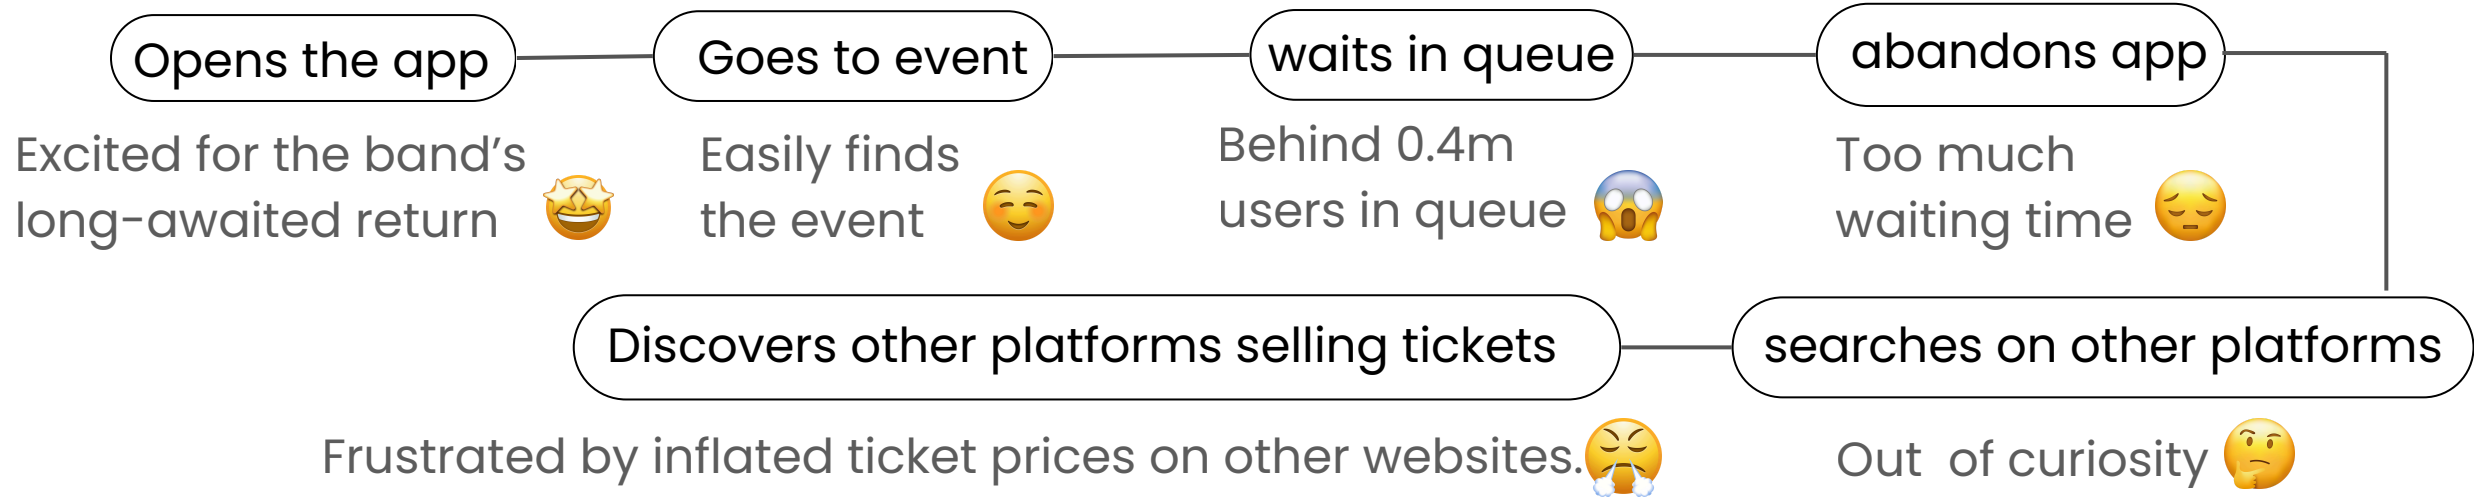 Opens the app
Goes to event
waits in queue
abandons app
Excited for the band’s
long-awaited return
Easily finds
the event
Behind 0.4m
users in queue
Too much
waiting time
searches on other platforms
Out of curiosity
Discovers other platforms selling tickets
Frustrated by inflated ticket prices on other websites.